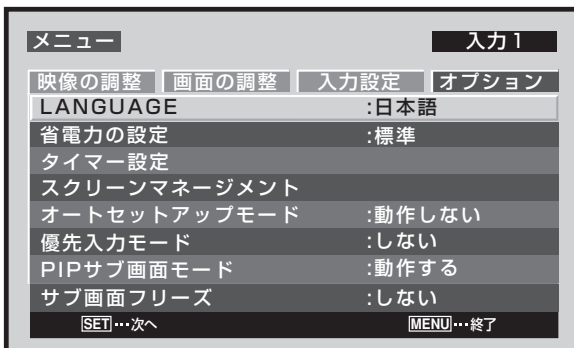 メニュー 入力1
映像の調整 画面の調整 入力設定 オプション
LANGUAGE :日本語
省電力の設定 :標準
タイマー設定
スクリーンマネージメント
オートセットアップモード :動作しない
優先入力モード :しない
PIPサブ画面モード :動作する
サブ画面フリーズ :しない
SET…次へ MENU…終了